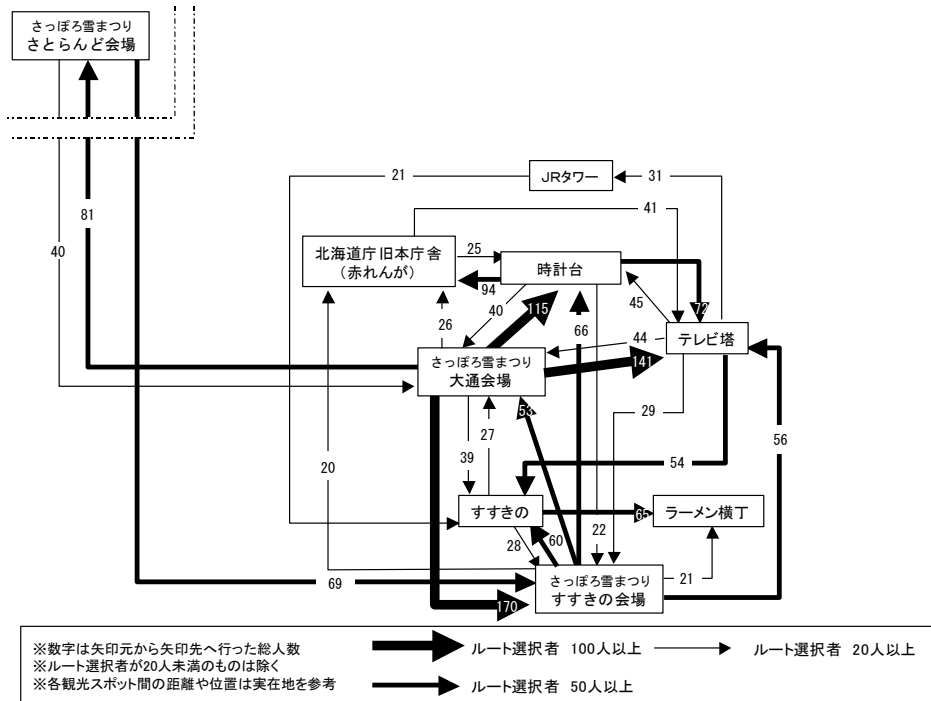 さっぽろ雪まつり
さとらんど会場
21
JRタワー
31
81
41
40
北海道庁旧本庁舎
(赤れんが)
25
時計台
94
40
115
66
45
72
26
44
テレビ塔
さっぽろ雪まつり
大通会場
141
53
29
56
27
39
20
54
すすきの
65
ラーメン横丁
28
60
22
69
さっぽろ雪まつり
すすきの会場
21
170
※数字は矢印元から矢印先へ行った総人数
※ルート選択者が20人未満のものは除く
※各観光スポット間の距離や位置は実在地を参考
ルート選択者 100人以上
ルート選択者 20人以上
ルート選択者 50人以上